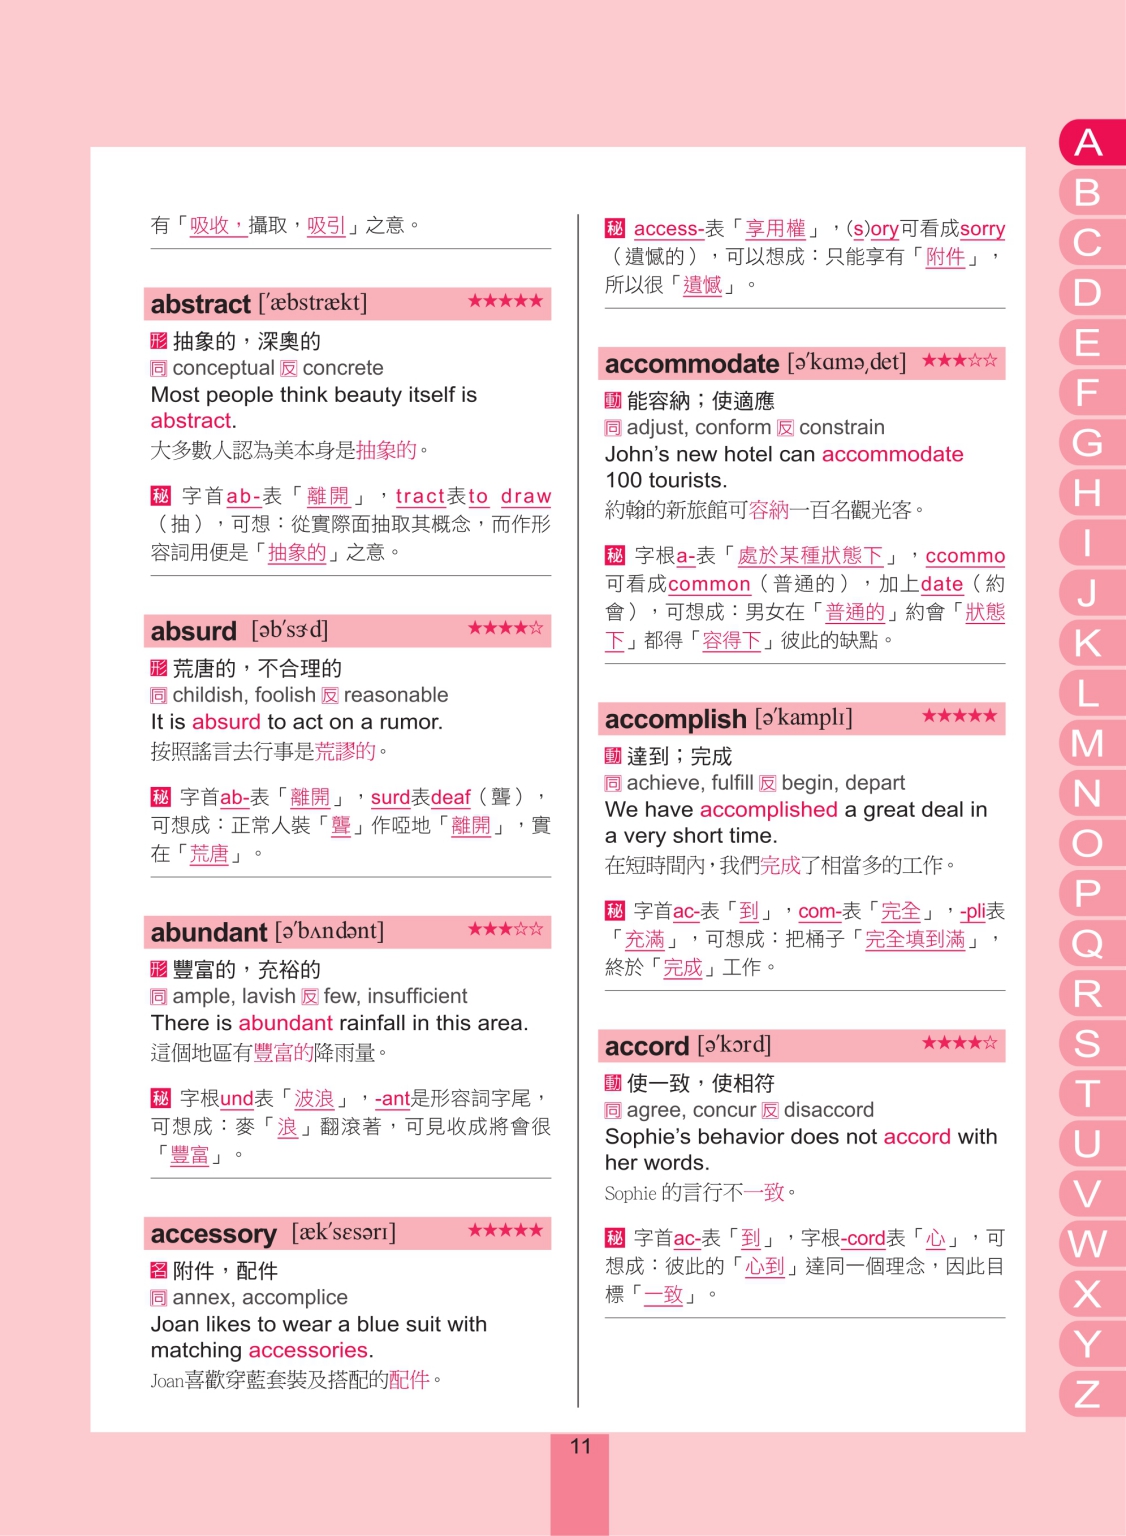 有「吸收，攝取，吸引」之意。
abstract [ˈæbstrækt] ★★★★★
形 抽象的，深奧的
同 conceptual 反 concrete
Most people think beauty itself is
abstract.
大多數人認為美本身是抽象的。
秘 字首ab-表「離開」，tract表to draw
（抽），可想：從實際面抽取其概念，而作形
容詞用便是「抽象的」之意。
absurd [əbˈsɝd] ★★★★☆
形 荒唐的，不合理的
同 childish, foolish 反 reasonable
It is absurd to act on a rumor.
按照謠言去行事是荒謬的。
秘 字首ab-表「離開」，surd表deaf（聾），
可想成：正常人裝「聾」作啞地「離開」，實
在「荒唐」。
abundant [əˈbʌndənt] ★★★☆☆
形 豐富的，充裕的
同 ample, lavish 反 few, insufficient
There is abundant rainfall in this area.
這個地區有豐富的降雨量。
秘 字根und表「波浪」，-ant是形容詞字尾，
可想成：麥「浪」翻滾著，可見收成將會很
「豐富」。
accessory [ækˈsɛsərɪ] ★★★★★
名 附件，配件
同 annex, accomplice
Joan likes to wear a blue suit with
matching accessories.
Joan喜歡穿藍套裝及搭配的配件。
秘 access-表「享用權」，(s)ory可看成sorry
（遺憾的），可以想成：只能享有「附件」，
所以很「遺憾」。
accommodate [əˈkɑməˌdet] ★★★☆☆
動 能容納；使適應
同 adjust, conform 反 constrain
John's new hotel can accommodate
100 tourists.
約翰的新旅館可容納一百名觀光客。
秘 字根a-表「處於某種狀態下」，ccommo
可看成common（普通的），加上date（約
會），可想成：男女在「普通的」約會「狀態
下」都得「容得下」彼此的缺點。
accomplish [əˈkamplɪ] ★★★★★
動 達到；完成
同 achieve, fulfill 反 begin, depart
We have accomplished a great deal in
a very short time.
在短時間內，我們完成了相當多的工作。
秘 字首ac-表「到」，com-表「完全」，-pli表
「充滿」，可想成：把桶子「完全填到滿」，
終於「完成」工作。
accord [əˈkɔrd] ★★★★☆
動 使一致，使相符
同 agree, concur 反 disaccord
Sophie's behavior does not accord with
her words.
Sophie 的言行不一致。
秘 字首ac-表「到」，字根-cord表「心」，可
想成：彼此的「心到」達同一個理念，因此目
標「一致」。
A
B
C
D
E
F
G
H
I
J
K
L
M
N
O
P
Q
R
S
T
U
V
W
X
Y
Z
11